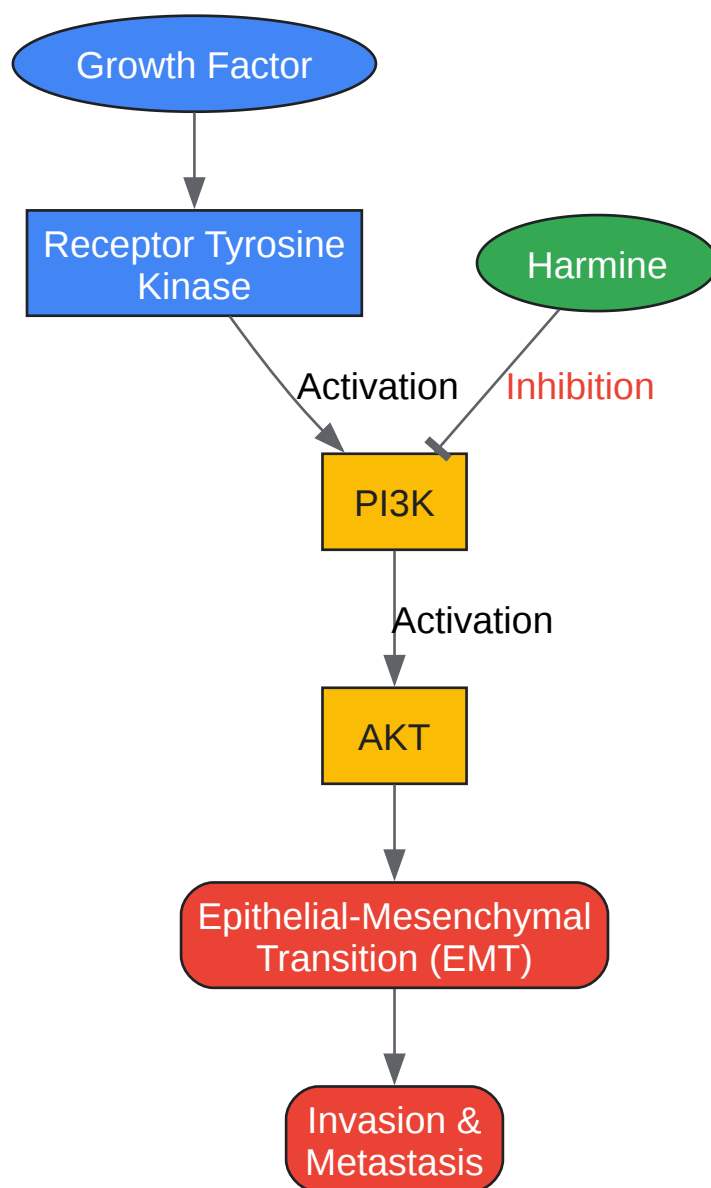 Growth Factor
Receptor Tyrosine
Kinase
Harmine
Activation
Inhibition
PI3K
Activation
AKT
Epithelial-Mesenchymal
Transition (EMT)
Invasion &
Metastasis